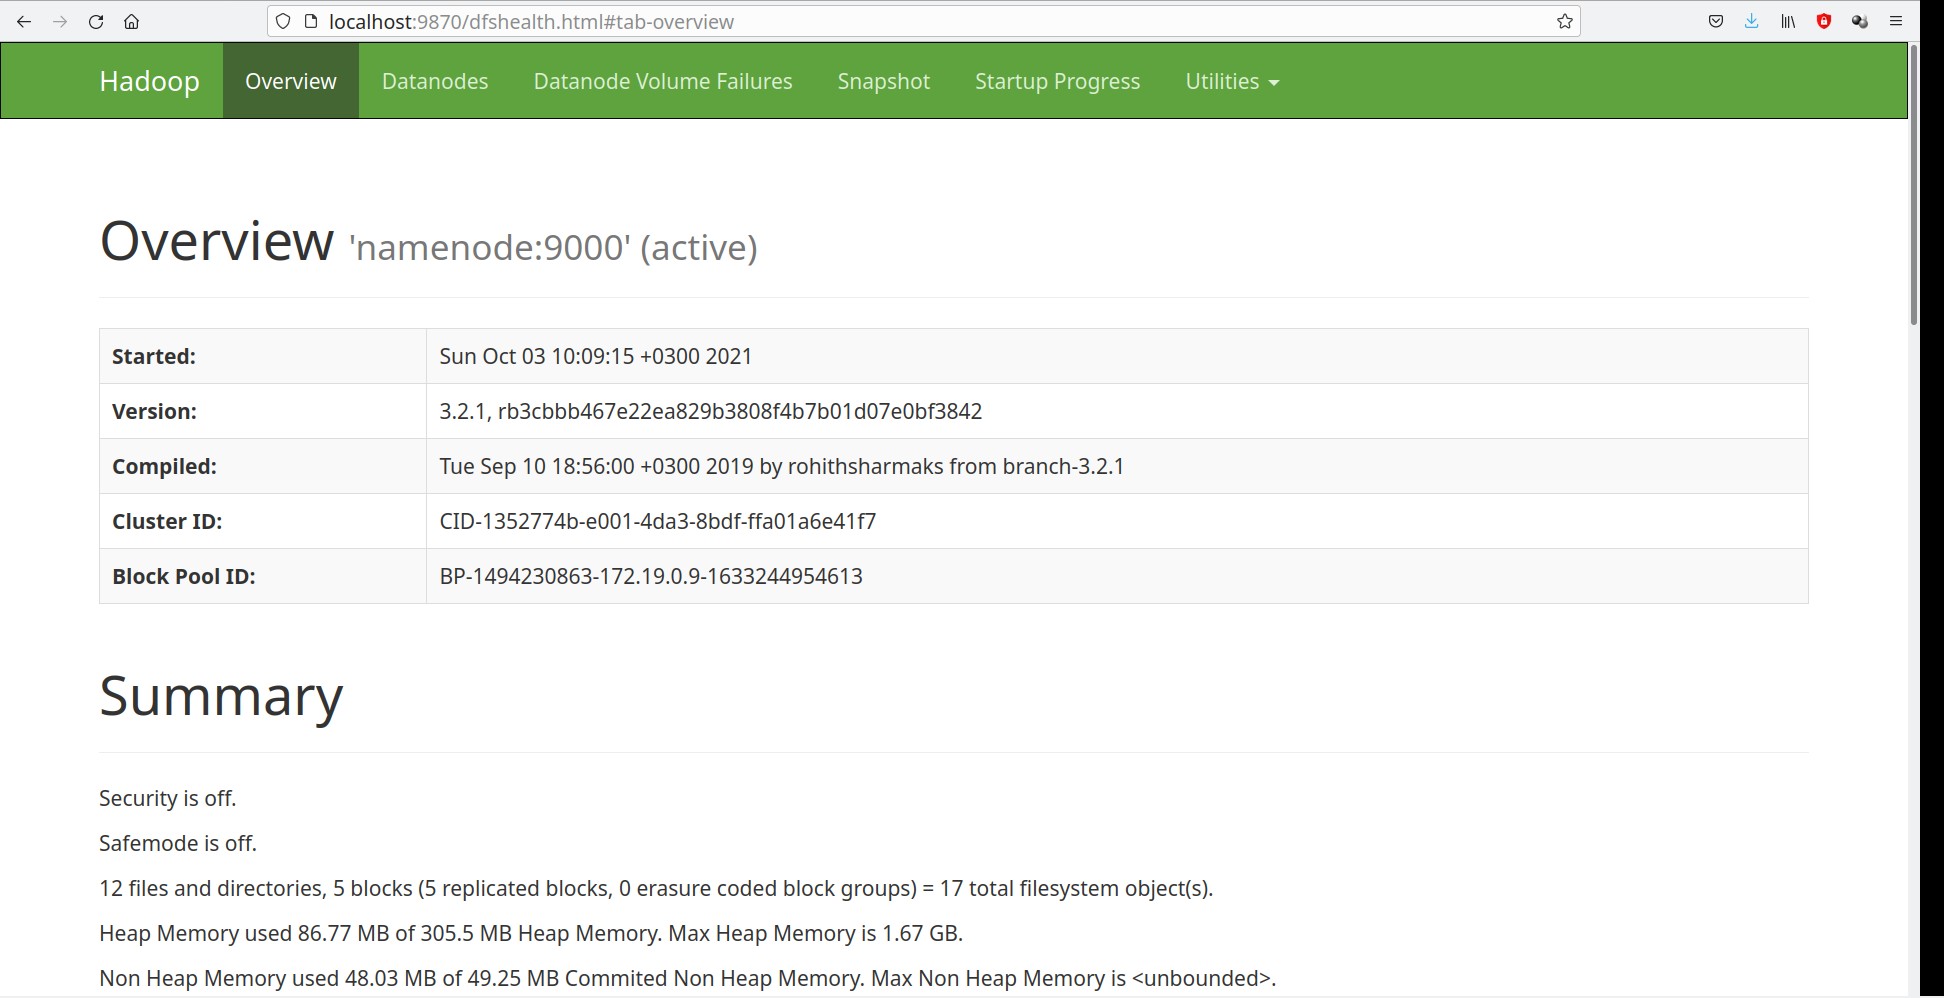 localhost:9870/dfshealth.html#tab-overview
Hadoop Overview Datanodes Datanode Volume Failures Snapshot Startup Progress Utilities
Overview 'namenode:9000' (active)
Started: Sun Oct 03 10:09:15 +0300 2021
Version: 3.2.1, rb3cbbb467e22ea829b3808f4b7b01d07e0bf3842
Compiled: Tue Sep 10 18:56:00 +0300 2019 by rohithsharmaks from branch-3.2.1
Cluster ID: CID-1352774b-e001-4da3-8bdf-ffa01a6e41f7
Block Pool ID: BP-1494230863-172.19.0.9-1633244954613
Summary
Security is off.
Safemode is off.
12 files and directories, 5 blocks (5 replicated blocks, 0 erasure coded block groups) = 17 total filesystem object(s).
Heap Memory used 86.77 MB of 305.5 MB Heap Memory. Max Heap Memory is 1.67 GB.
Non Heap Memory used 48.03 MB of 49.25 MB Commited Non Heap Memory. Max Non Heap Memory is <unbounded>.